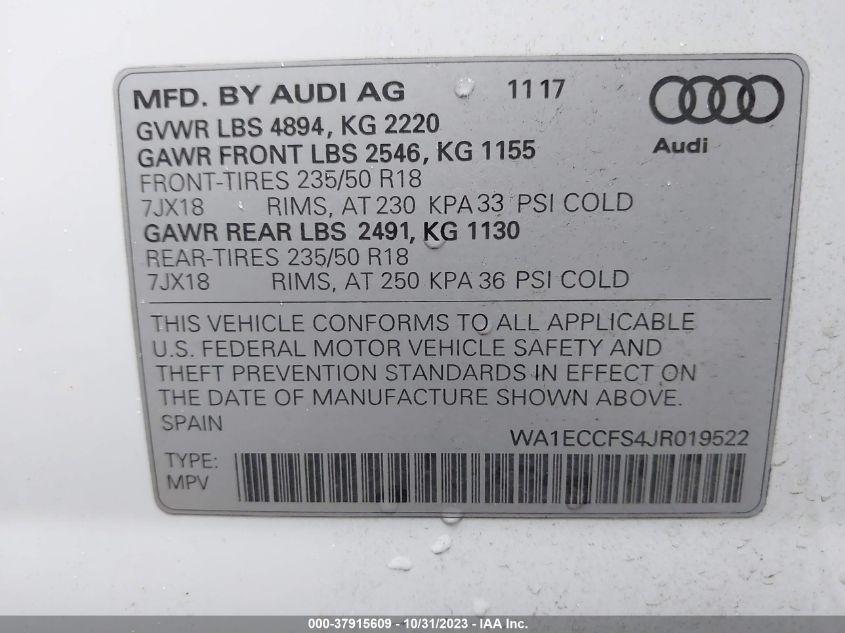 MFD. BY AUDI AG 11 17
GVWR LBS 4894, KG 2220
GAWR FRONT LBS 2546, KG 1155
FRONT-TIRES 235/50 R18
7JX18 RIMS, AT 230 KPA 33 PSI COLD
GAWR REAR LBS 2491, KG 1130
REAR-TIRES 235/50 R18
7JX18 RIMS, AT 250 KPA 36 PSI COLD
Audi
THIS VEHICLE CONFORMS TO ALL APPLICABLE
U.S. FEDERAL MOTOR VEHICLE SAFETY AND
THEFT PREVENTION STANDARDS IN EFFECT ON
THE DATE OF MANUFACTURE SHOWN ABOVE.
SPAIN
WA1ECCFS4JR019522
TYPE:
MPV
000-37915609 - 10/31/2023 - IAA Inc.